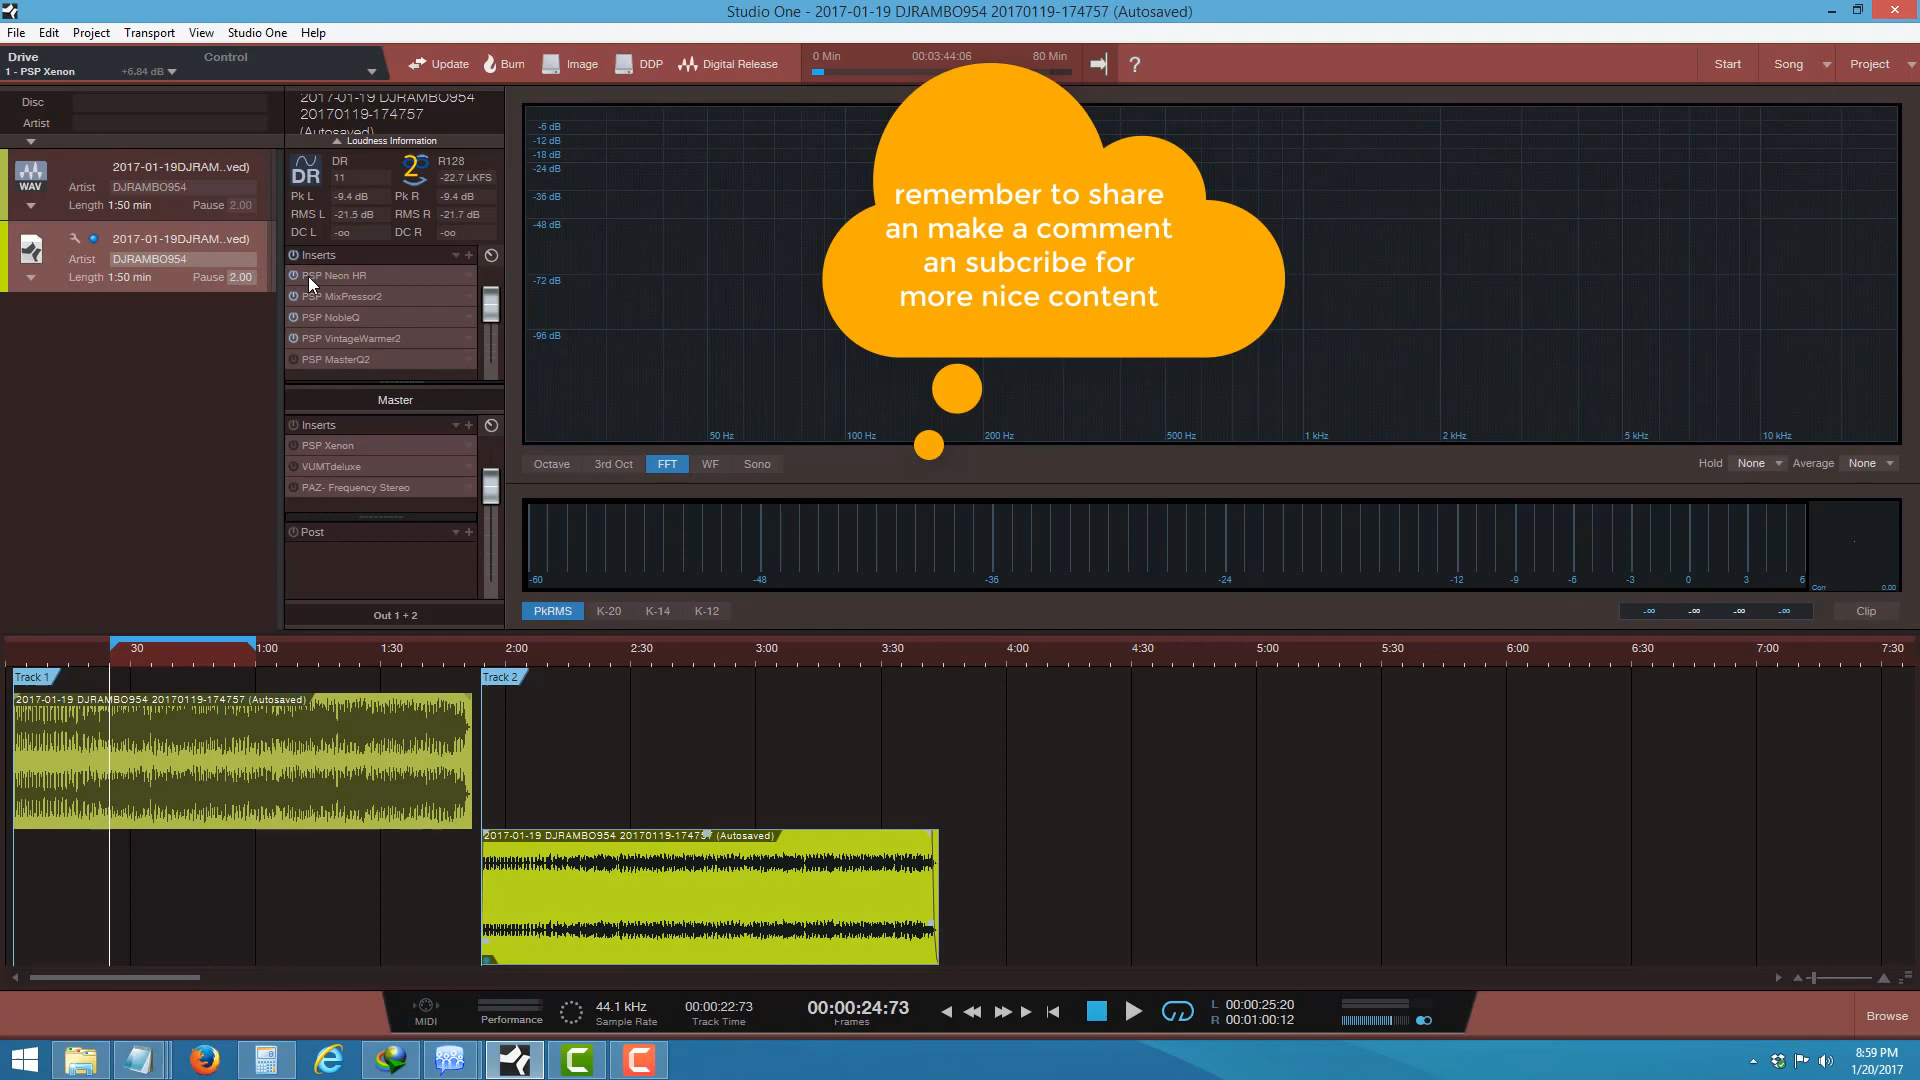 Studio One - 2017-01-19 DJRAMBO954 20170119-174757 (Autosaved)
File Edit Project Transport View Studio One Help
Drive Control
1 - PSP Xenon +6.84 dB
Update Burn Image DDP Digital Release
0 Min 00:03:44:06 80 Min
?
Start Song Project
Disc
Artist
2017-01-19 DJRAMBO954
20170119-174757
(Autosaved)
Loudness Information
WAV
2017-01-19DJRAM..ved)
Artist DJRAMBO954
Length 1:50 min Pause 2.00
2017-01-19DJRAM..ved)
Artist DJRAMBO954
Length 1:50 min Pause 2.00
DR DR R128
11 -22.7 LKFS
Pk L -9.4 dB Pk R -9.4 dB
RMS L -21.5 dB RMS R -21.7 dB
DC L -oo DC R -oo
Inserts
PSP Neon HR
PSP MixPressor2
PSP NobleQ
PSP VintageWarmer2
PSP MasterQ2
Master
Inserts
PSP Xenon
VUMTdeluxe
PAZ- Frequency Stereo
Post
Out 1 + 2
-6 dB
-12 dB
-18 dB
-24 dB
-36 dB
-48 dB
-72 dB
-96 dB
remember to share
an make a comment
an subcribe for
more nice content
50 Hz 100 Hz 200 Hz 500 Hz 1 kHz 2 kHz 5 kHz 10 kHz
Octave 3rd Oct FFT WF Sono
Hold None Average None
-60 -48 -36 -24 -12 -9 -6 -3 0 3 6
Corr 0.00
PkRMS K-20 K-14 K-12
-∞ -∞ -∞ -∞ Clip
30 1:00 1:30 2:00 2:30 3:00 3:30 4:00 4:30 5:00 5:30 6:00 6:30 7:00 7:30
Track 1 Track 2
2017-01-19 DJRAMBO954 20170119-174757 (Autosaved)
2017-01-19 DJRAMBO954 20170119-174757 (Autosaved)
MIDI Performance
44.1 kHz
Sample Rate
00:00:22:73
Track Time
00:00:24:73
Frames
L 00:00:25:20
R 00:01:00:12
Browse
8:59 PM
1/20/2017